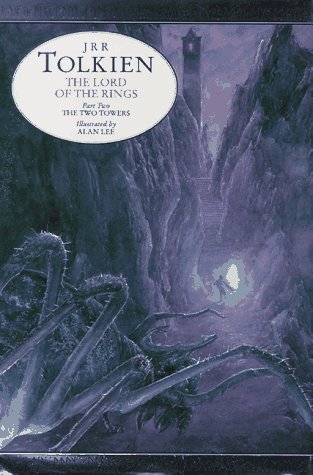 J R R
TOLKIEN
THE LORD
OF THE RINGS
Part Two
THE TWO TOWERS
Illustrated by
ALAN LEE